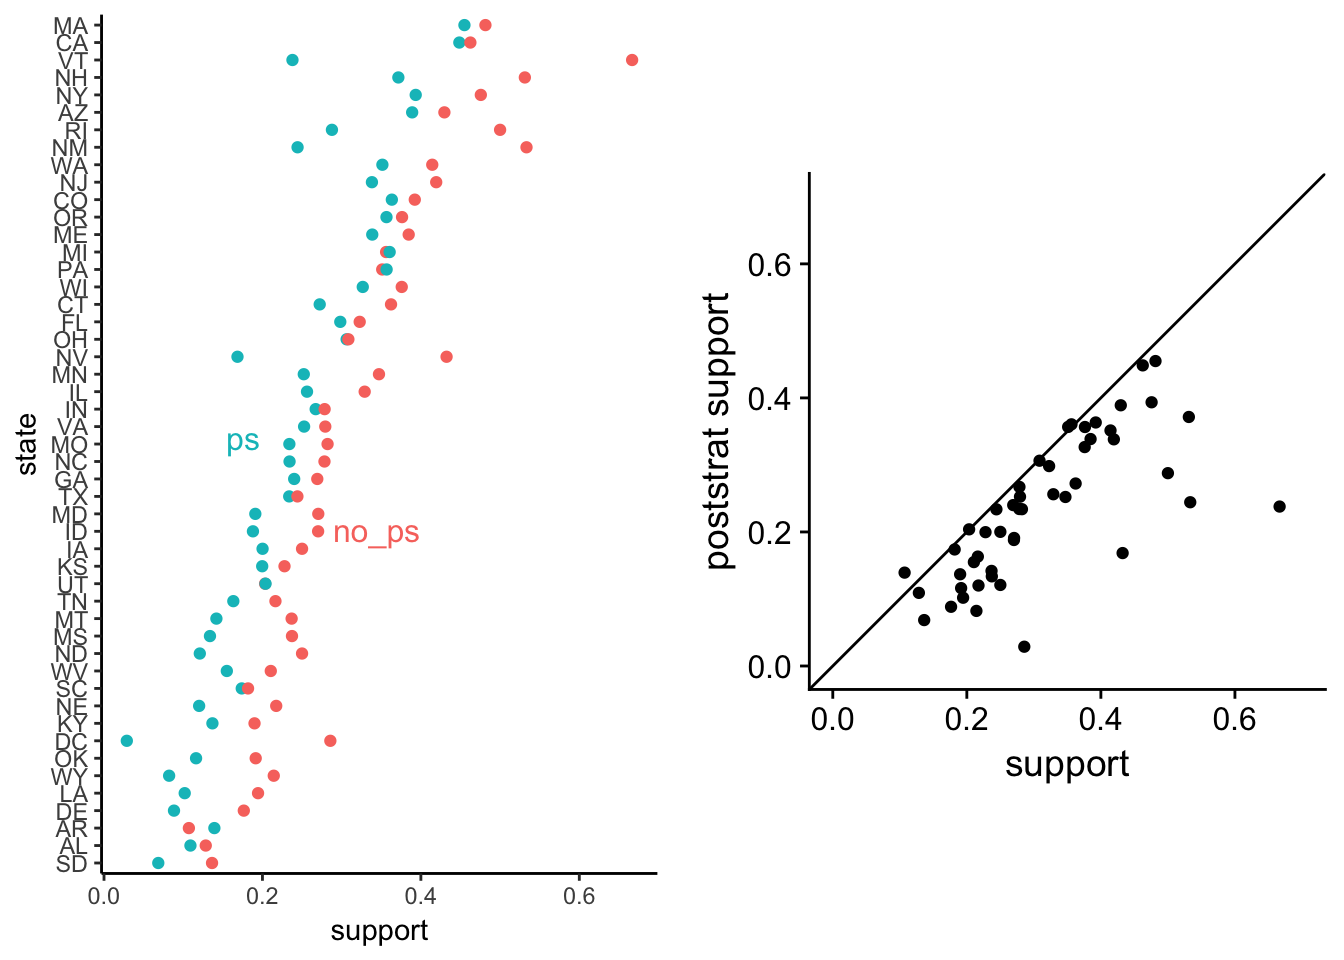 MA
CA
VT
NH
NY
AZ
RI
NM
WA
NJ
CO
OR
ME
MI
PA
WI
CT
FL
OH
NV
MN
IL
IN
VA
MO
NC
GA
TX
MD
ID
IA
KS
UT
TN
MT
MS
ND
WV
SC
NE
KY
DC
OK
WY
LA
DE
AR
AL
SD
state
ps
no_ps
0.0 0.2 0.4 0.6
support
poststrat support
0.6
0.4
0.2
0.0
0.0 0.2 0.4 0.6
support